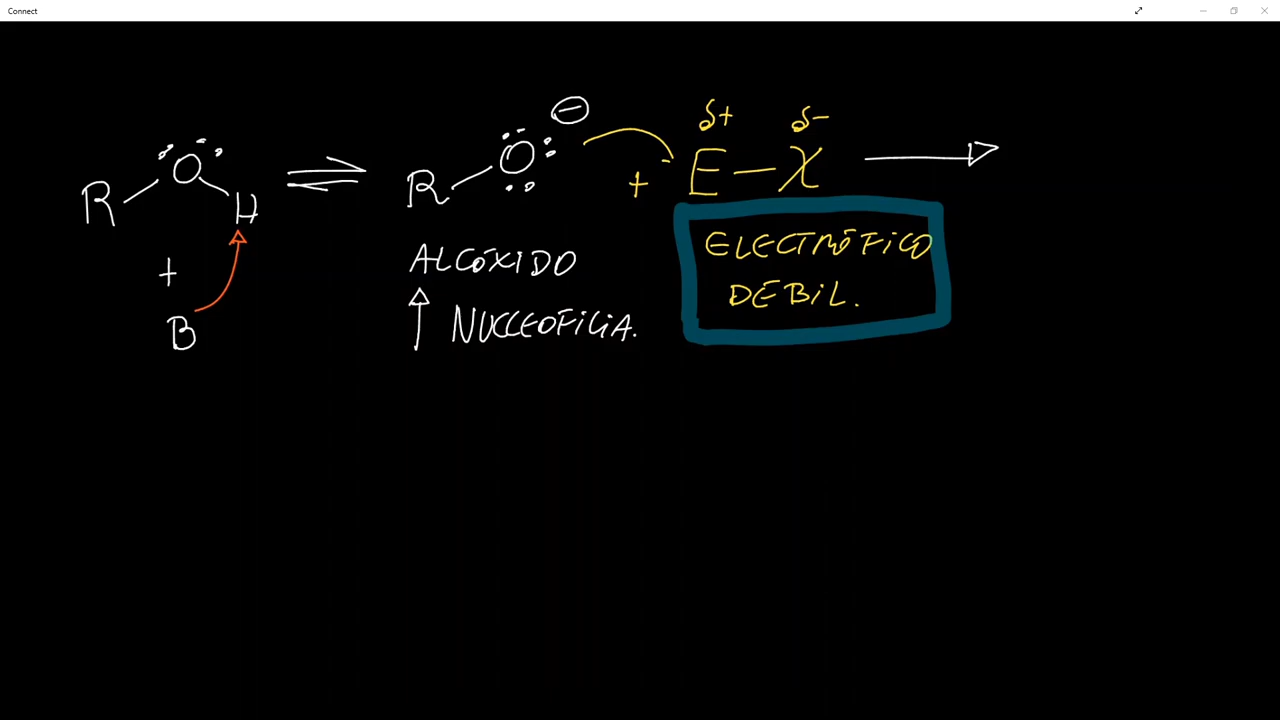 Connect
δ+ δ-
R O H ⇌ R O ⊖ + E - X →
+
B
ALCÓXIDO
↑ NUCLEOFILIA.
ELECTRÓFICO
DEBIL.